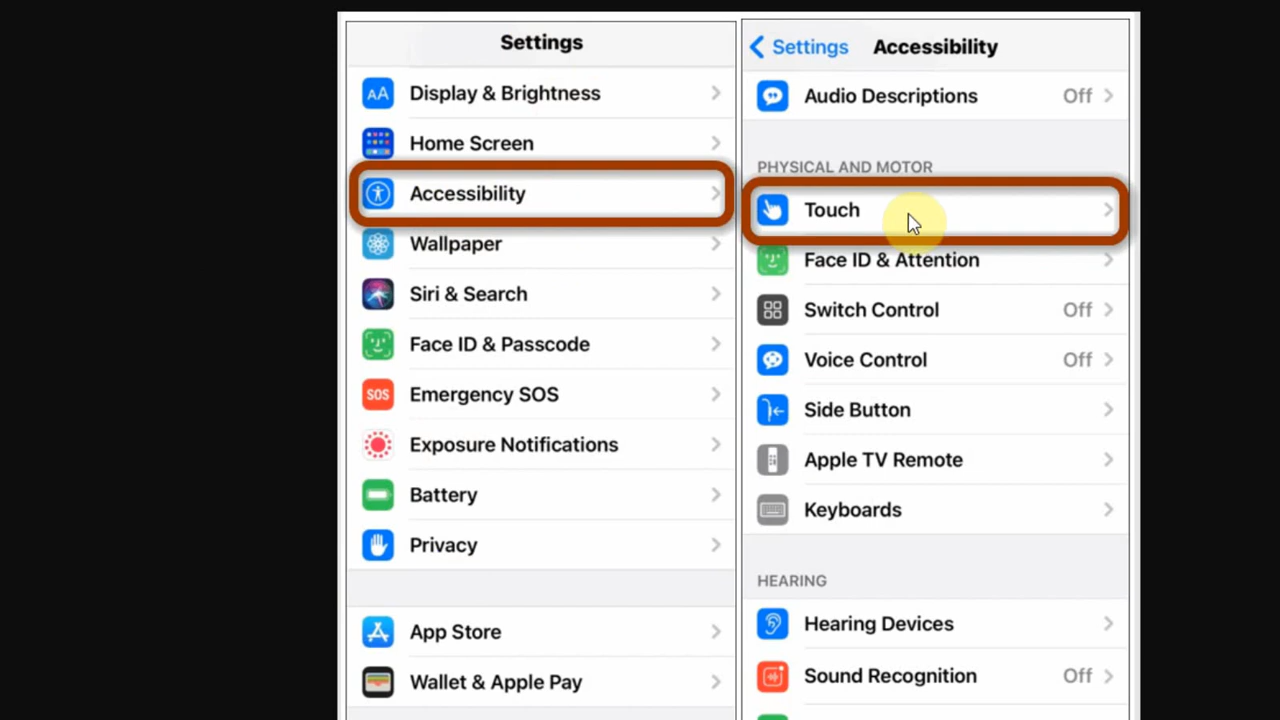 Settings
AA Display & Brightness
Home Screen
Accessibility
Wallpaper
Siri & Search
Face ID & Passcode
SOS Emergency SOS
Exposure Notifications
Battery
Privacy
App Store
Wallet & Apple Pay
Settings Accessibility
Audio Descriptions Off
PHYSICAL AND MOTOR
Touch
Face ID & Attention
Switch Control Off
Voice Control Off
Side Button
Apple TV Remote
Keyboards
HEARING
Hearing Devices
Sound Recognition Off